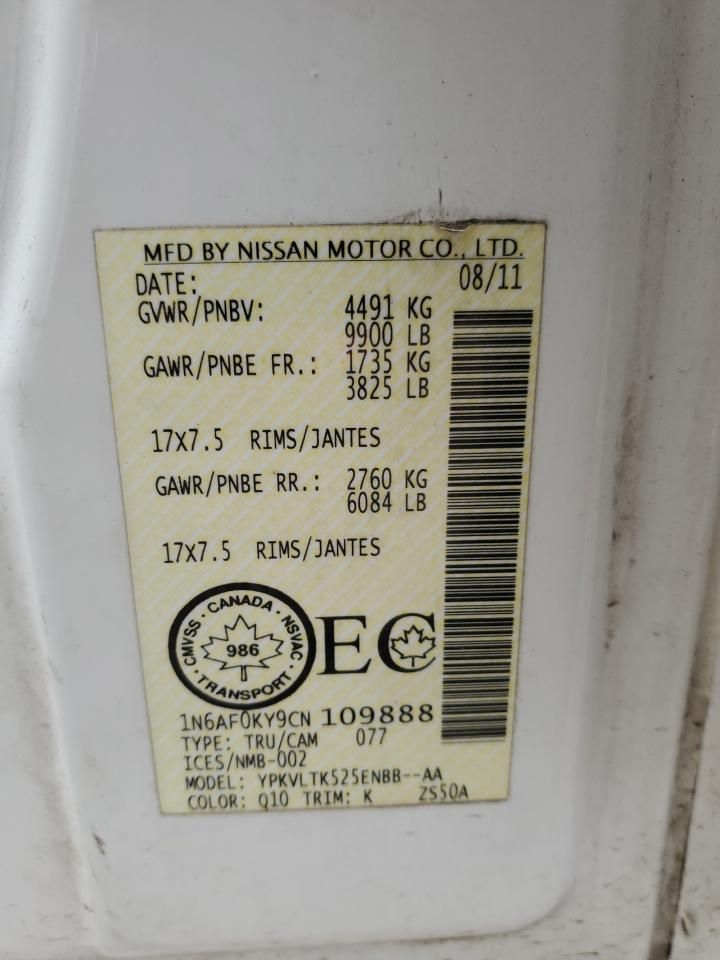 MFD BY NISSAN MOTOR CO., LTD.
DATE: 08/11
GVWR/PNBV: 4491 KG
9900 LB
GAWR/PNBE FR.: 1735 KG
3825 LB
17X7.5 RIMS/JANTES
GAWR/PNBE RR.: 2760 KG
6084 LB
17X7.5 RIMS/JANTES
CMVSS · CANADA · NSVAC · TRANSPORT ·
986
EC
1N6AF0KY9CN 109888
TYPE: TRU/CAM 077
ICES/NMB-002
MODEL: YPKVLTK525ENBB--AA
COLOR: Q10 TRIM: K ZS50A